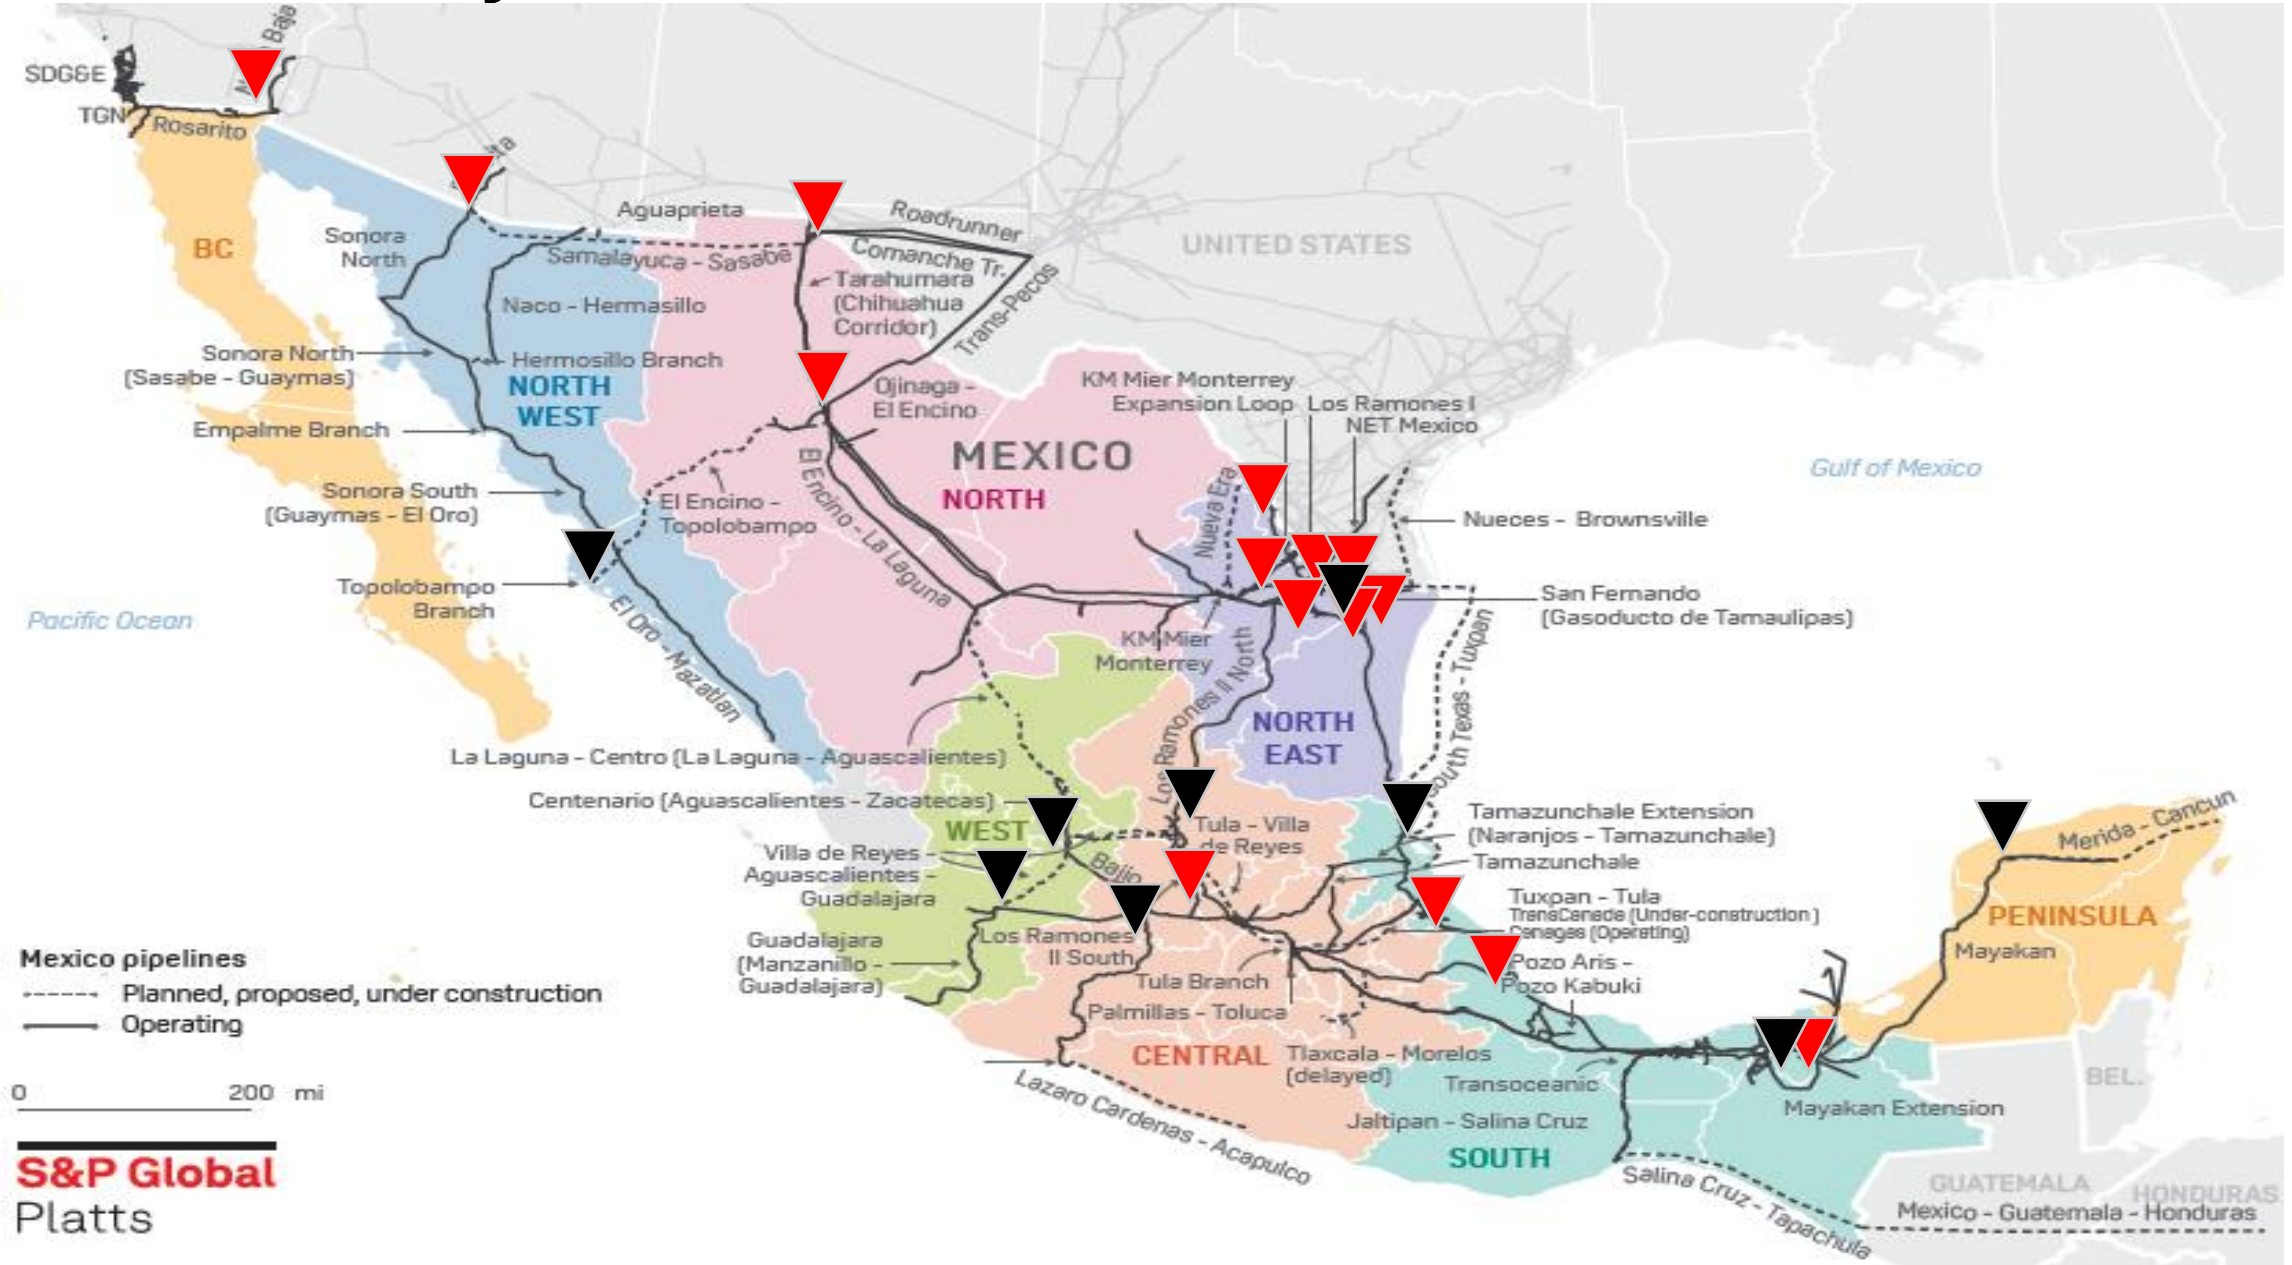 Baja
SDG&E
TGN
Rosarito
BC
Sonora
North
Aguaprieta
Samalayuca - Sasabe
Roadrunner
Comanche Tr.
Tarahumara
(Chihuahua
Corridor)
Trans-Pecos
UNITED STATES
Naco - Hermasillo
Sonora North
(Sasabe - Guaymas)
Hermosillo Branch
NORTH
WEST
Empalme Branch
Ojinaga -
El Encino
KM Mier Monterrey
Expansion Loop
Los Ramones I
NET Mexico
MEXICO
NORTH
Gulf of Mexico
Sonora South
(Guaymas - El Oro)
El Encino -
Topolobampo
El Encino - La Laguna
Nueva Era
Nueces - Brownsville
Topolobampo
Branch
Pacific Ocean
El Oro - Mazatlan
San Fernando
(Gasoducto de Tamaulipas)
KM Mier
Monterrey
Los Ramones II North
NORTH
EAST
South Texas - Tuxpan
La Laguna - Centro (La Laguna - Aguascalientes)
Centenario (Aguascalientes - Zacatecas)
WEST
Tula - Villa
de Reyes
Tamazunchale Extension
(Naranjos - Tamazunchale)
Tamazunchale
Villa de Reyes -
Aguascalientes -
Guadalajara
Bajio
Tuxpan - Tula
TransCanada (Under-construction)
Cenagas (Operating)
Merida - Cancun
PENINSULA
Mayakan
Guadalajara
(Manzanillo -
Guadalajara)
Los Ramones
II South
Tula Branch
Palmillas - Toluca
Pozo Aris -
Pozo Kabuki
CENTRAL
Tlaxcala - Morelos
(delayed)
Transoceanic
Jaltipan - Salina Cruz
SOUTH
Lazaro Cardenas - Acapulco
Mayakan Extension
BEL.
Salina Cruz - Tapachula
GUATEMALA
HONDURAS
Mexico - Guatemala - Honduras
Mexico pipelines
Planned, proposed, under construction
Operating
0 200 mi
S&P Global
Platts